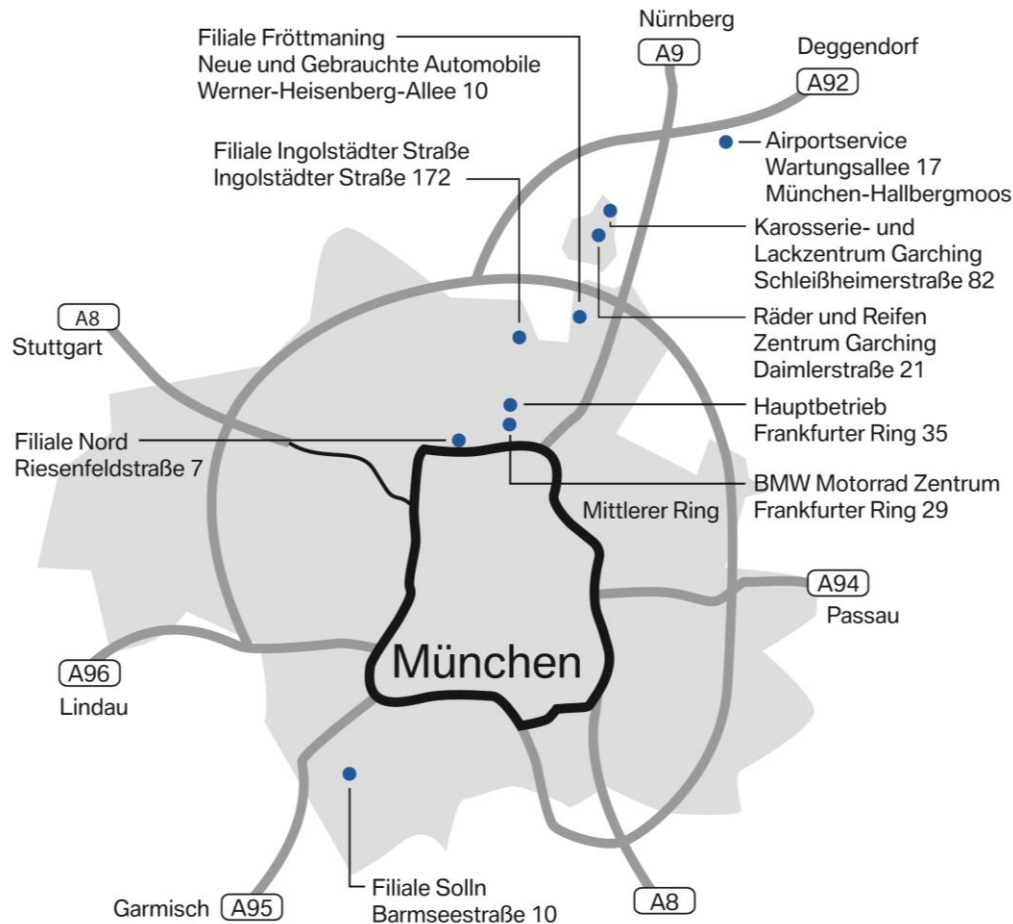 Nürnberg
A9
Deggendorf
A92
Filiale Fröttmaning
Neue und Gebrauchte Automobile
Werner-Heisenberg-Allee 10
Filiale Ingolstädter Straße
Ingolstädter Straße 172
Airportservice
Wartungsallee 17
München-Hallbergmoos
Karosserie- und
Lackzentrum Garching
Schleißheimerstraße 82
A8
Stuttgart
Räder und Reifen
Zentrum Garching
Daimlerstraße 21
Hauptbetrieb
Frankfurter Ring 35
Filiale Nord
Riesenfeldstraße 7
BMW Motorrad Zentrum
Frankfurter Ring 29
Mittlerer Ring
A94
Passau
München
A96
Lindau
Filiale Solln
Barmseestraße 10
Garmisch
A95
A8